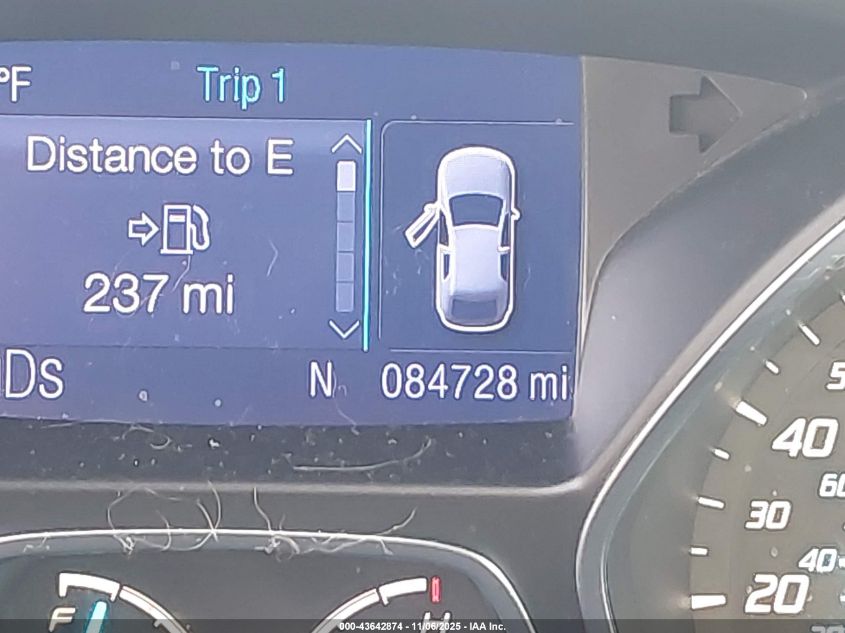 °F
Trip 1
Distance to E
237 mi
Ds
N
084728 mi
40
60
30
40
20
F
H
000-43642874 - 11/06/2025 - IAA Inc.